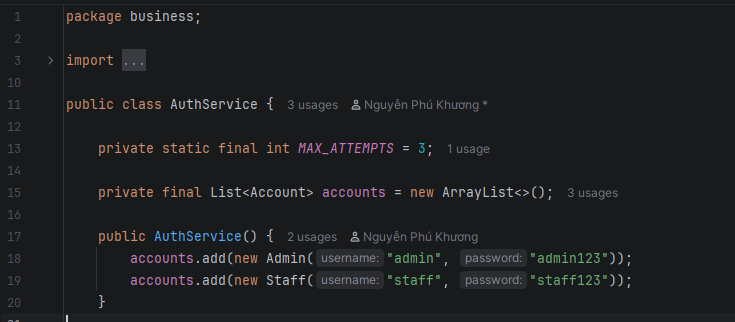 1 package business;
2
3 import ...
10
11 public class AuthService { 3 usages Nguyễn Phú Khương *
12
13 private static final int MAX_ATTEMPTS = 3; 1 usage
14
15 private final List<Account> accounts = new ArrayList<>(); 3 usages
16
17 public AuthService() { 2 usages Nguyễn Phú Khương
18 accounts.add(new Admin( username: "admin", password: "admin123"));
19 accounts.add(new Staff( username: "staff", password: "staff123"));
20 }
21